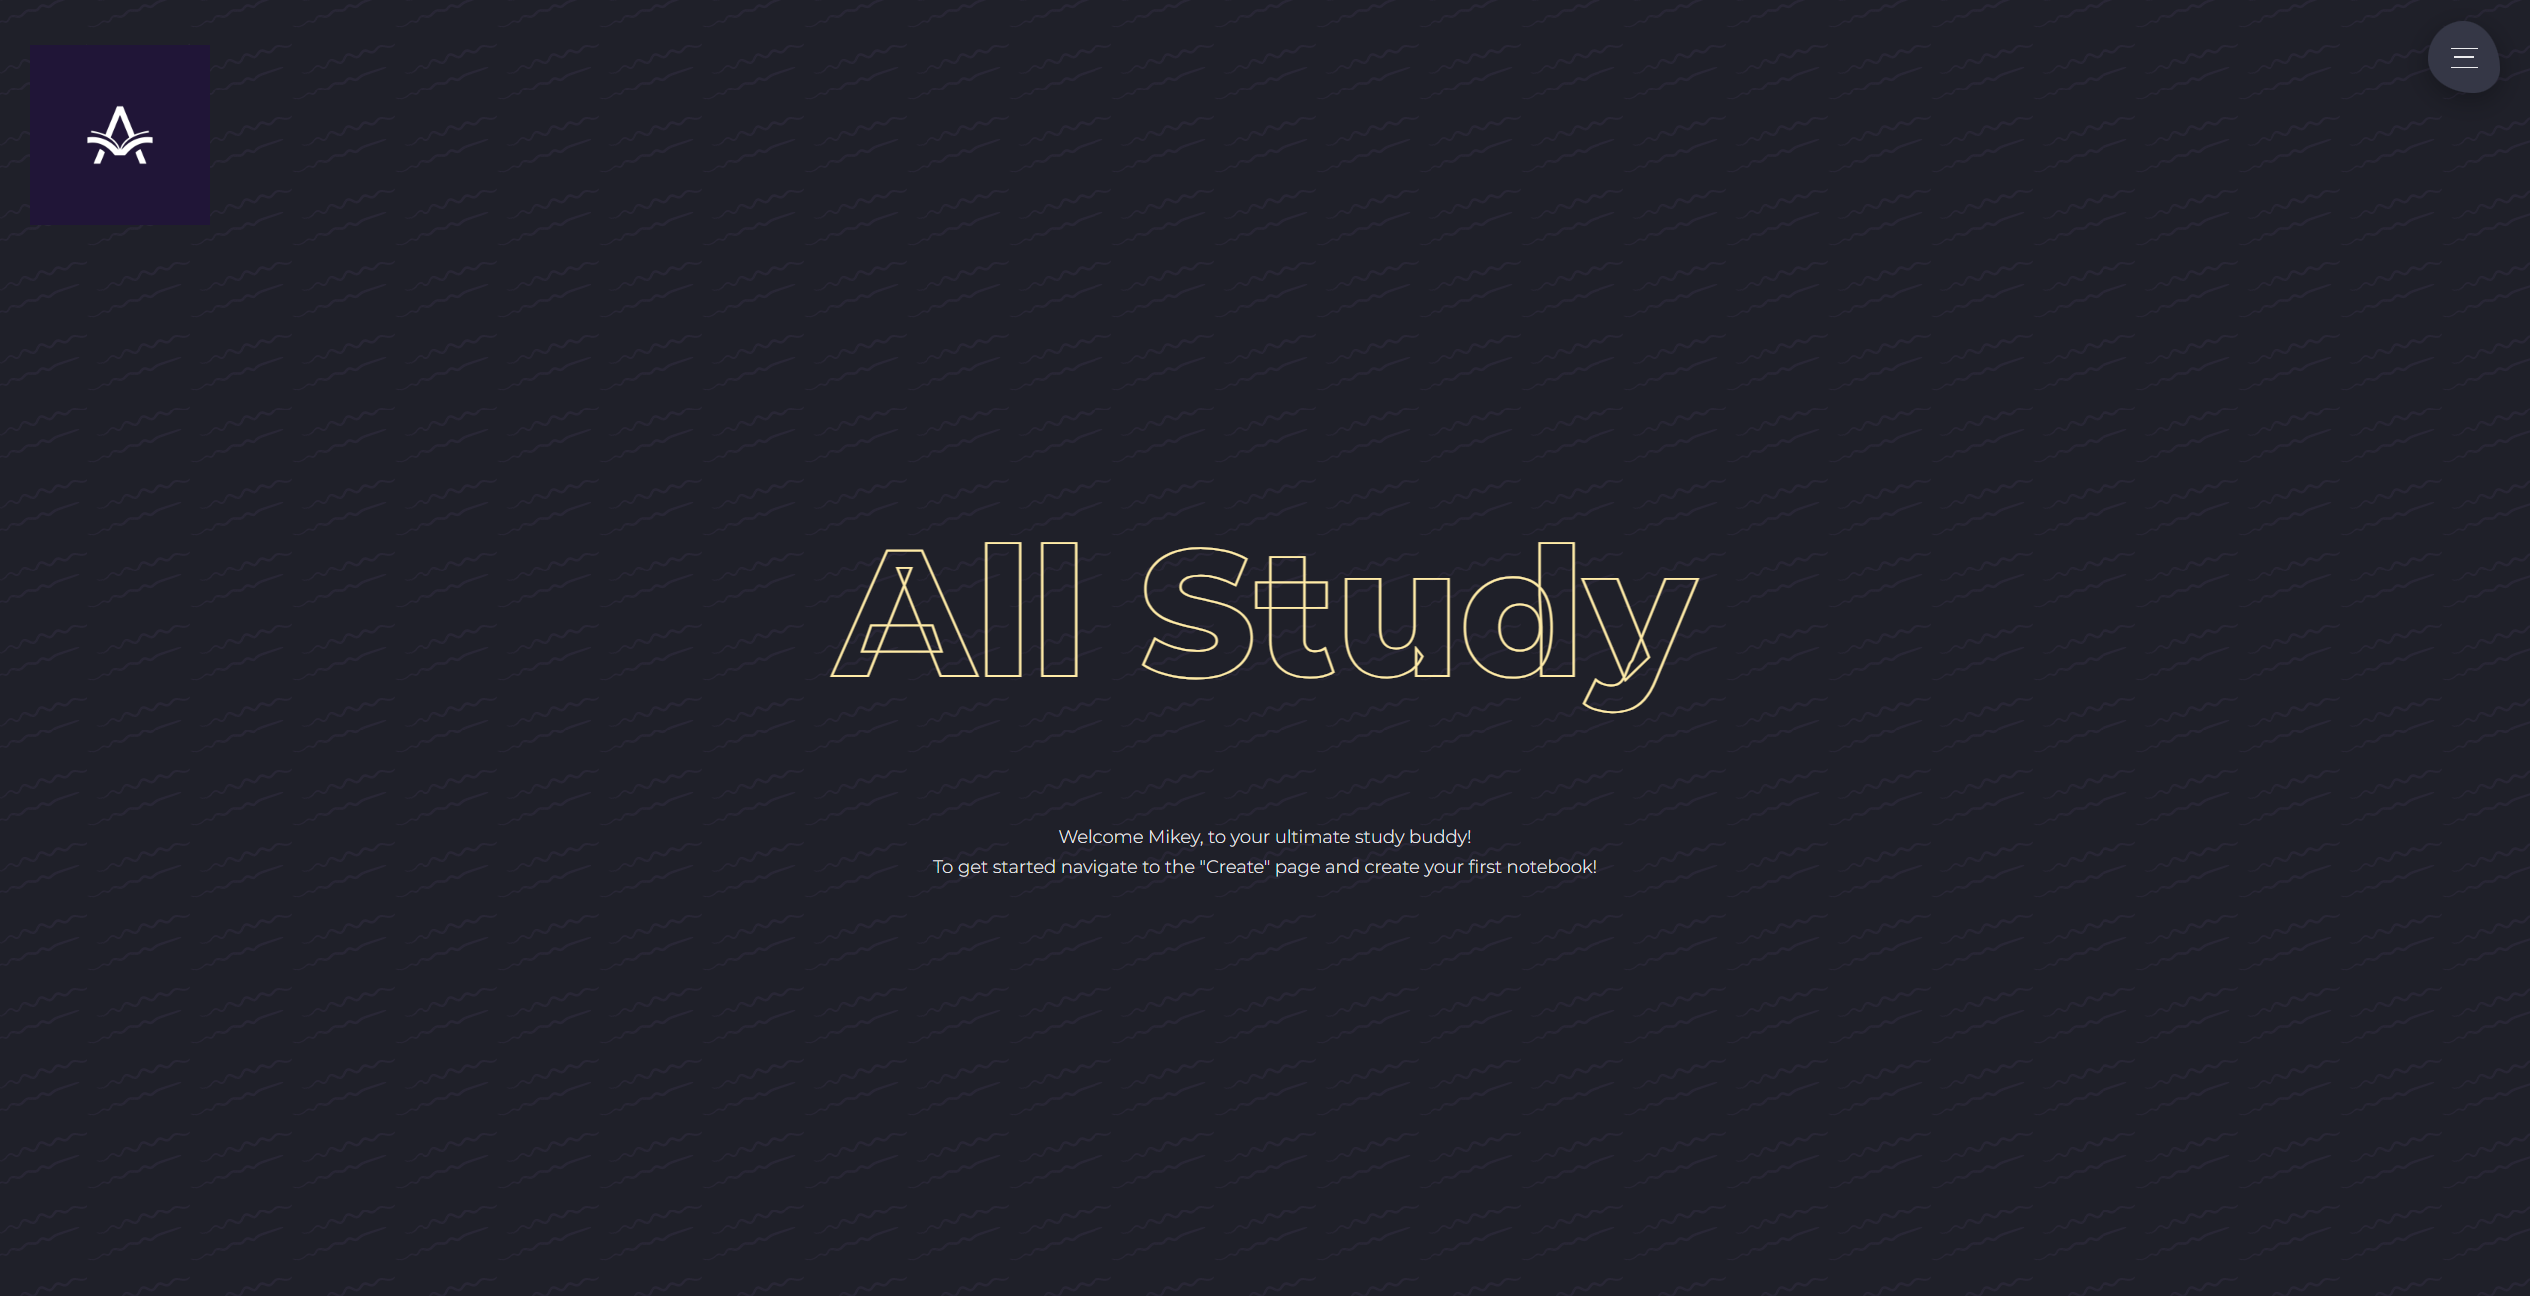 All Study
Welcome Mikey, to your ultimate study buddy!
To get started navigate to the "Create" page and create your first notebook!